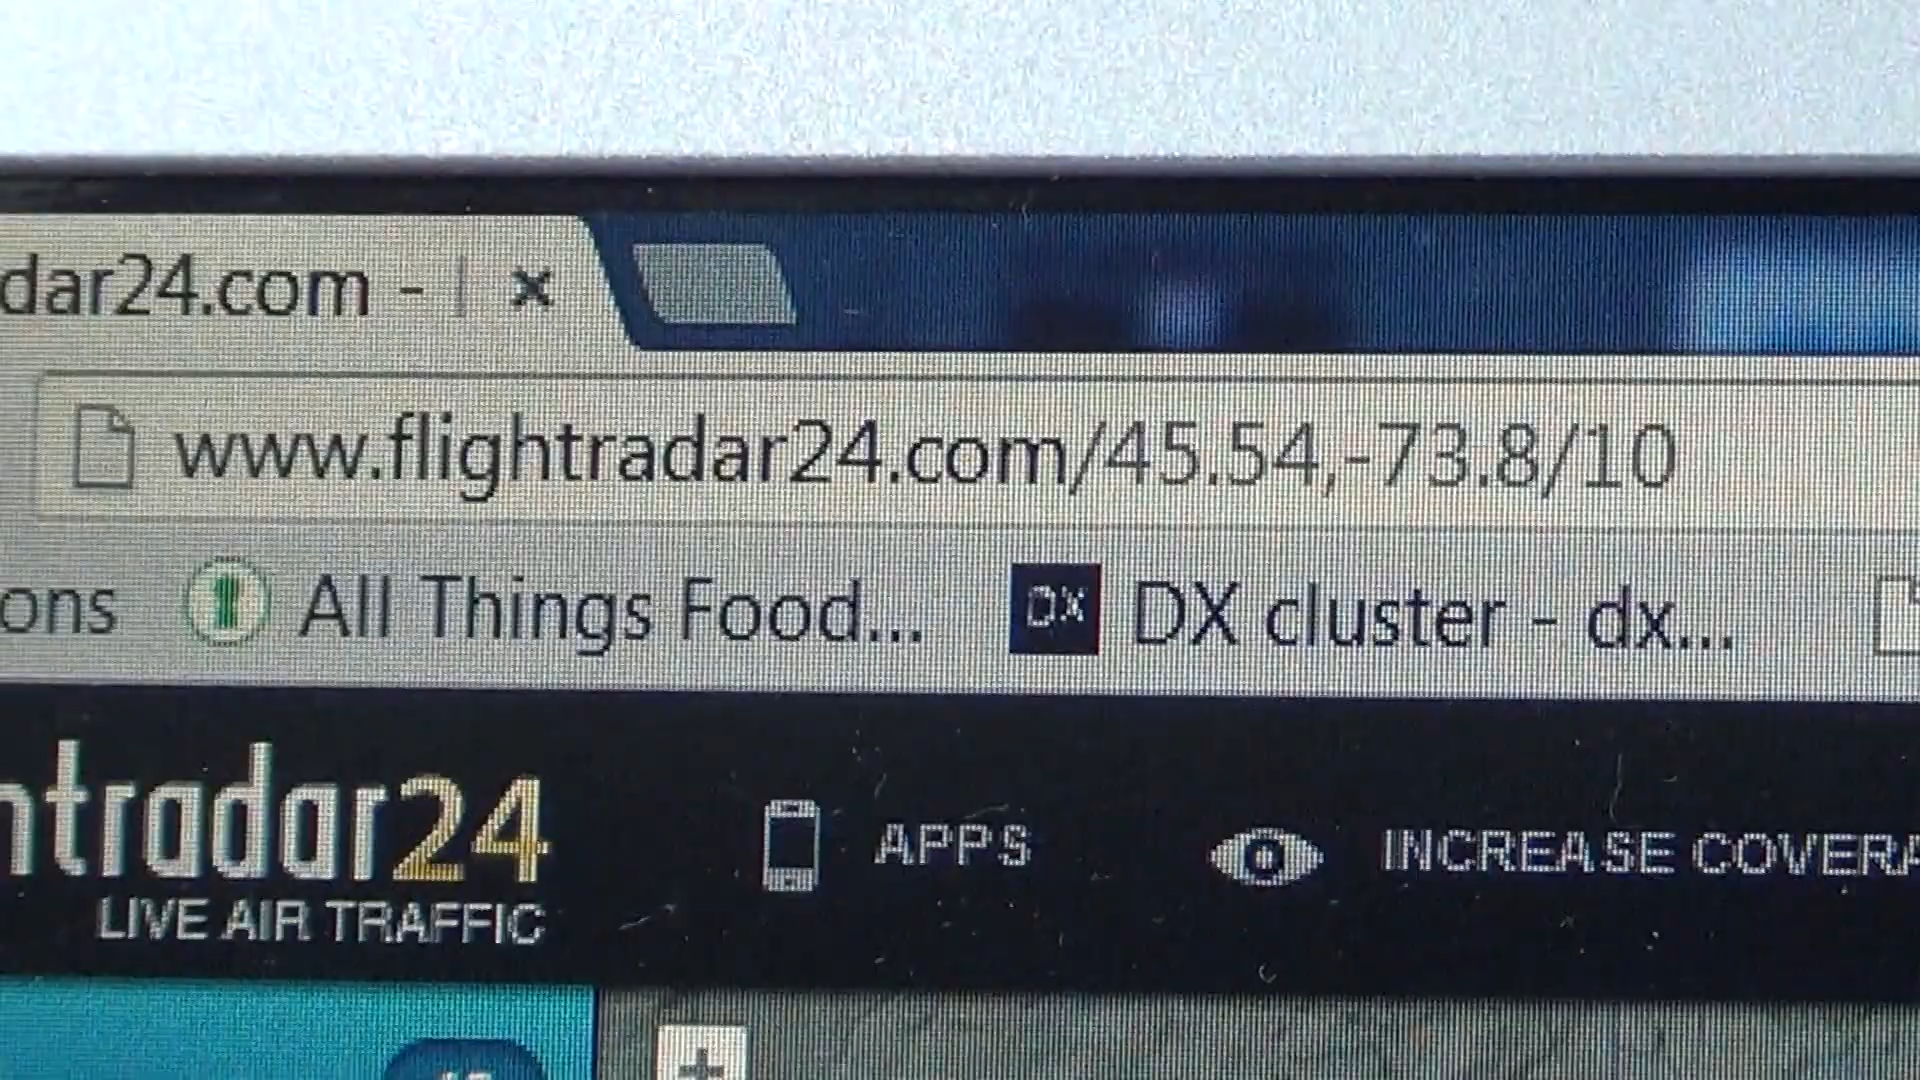 dar24.com -
www.flightradar24.com/45.54,-73.8/10
ons All Things Food... DX DX cluster - dx...
htradar24
LIVE AIR TRAFFIC
APPS
INCREASE COVERA
+